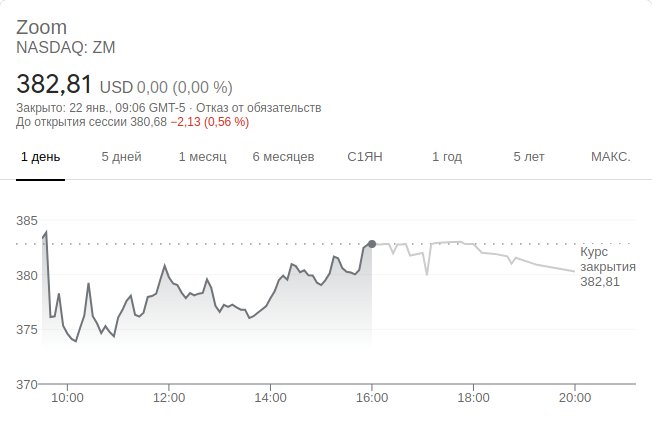 Zoom
NASDAQ: ZM
382,81 USD 0,00 (0,00 %)
Закрыто: 22 янв., 09:06 GMT-5 · Отказ от обязательств
До открытия сессии 380,68 −2,13 (0,56 %)
1 день 5 дней 1 месяц 6 месяцев С1ЯН 1 год 5 лет МАКС.
385
Курс
закрытия
382,81
380
375
370
10:00 12:00 14:00 16:00 18:00 20:00